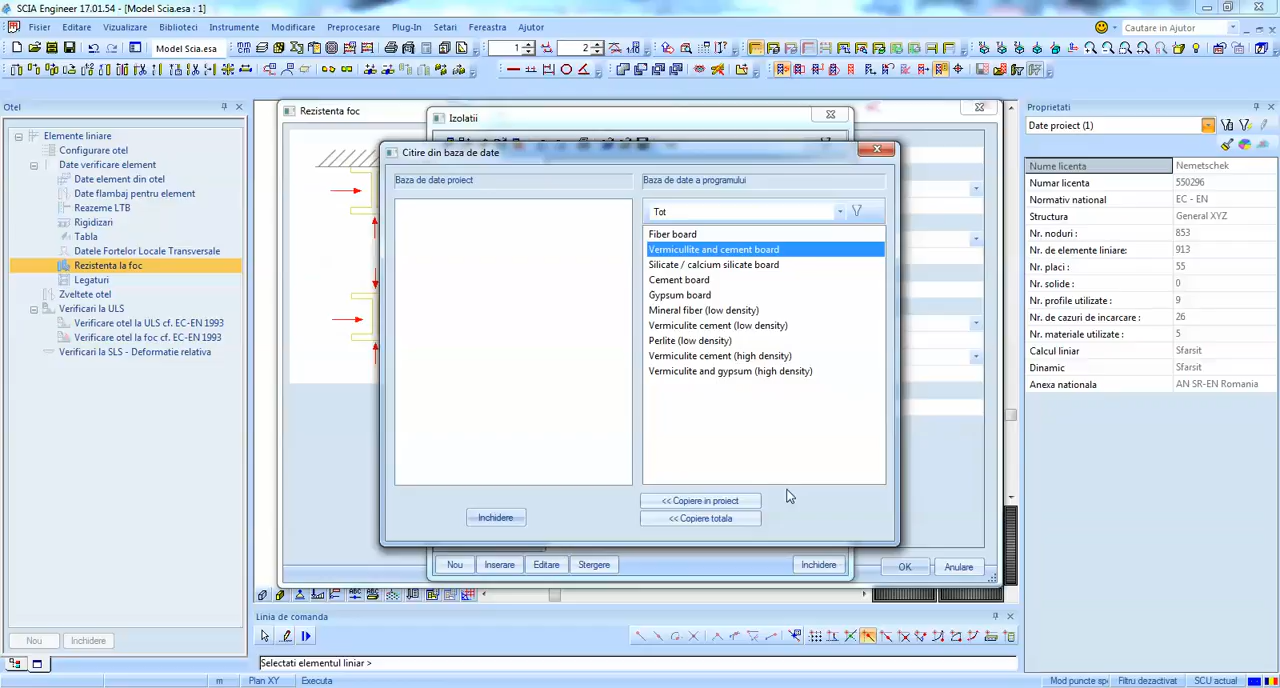 SCIA Engineer 17.01.54 - [Model Scia.esa : 1]
Fisier Editare Vizualizare Biblioteci Instrumente Modificare Preprocesare Plug-In Setari Fereastra Ajutor
Cautare in Ajutor
Model Scia.esa
1
2
Otel
Elemente liniare
Configurare otel
Date verificare element
Date element din otel
Date flambaj pentru element
Reazeme LTB
Rigidizari
Tabla
Datele Fortelor Locale Transversale
Rezistenta la foc
Legaturi
Zveltete otel
Verificari la ULS
Verificare otel la ULS cf. EC-EN 1993
Verificare otel la foc cf. EC-EN 1993
Verificari la SLS - Deformatie relativa
Nou Inchidere
Rezistenta foc
Izolatii
Citire din baza de date
Baza de date proiect
Baza de date a programului
Tot
Fiber board
Vermicullite and cement board
Silicate / calcium silicate board
Cement board
Gypsum board
Mineral fiber (low density)
Vermiculite cement (low density)
Perlite (low density)
Vermiculite cement (high density)
Vermiculite and gypsum (high density)
<< Copiere in proiect
<< Copiere totala
Inchidere
Nou Inserare Editare Stergere Inchidere
OK Anulare
Proprietati
Date proiect (1)
Nume licenta Nemetschek
Numar licenta 550296
Normativ national EC - EN
Structura General XYZ
Nr. noduri : 853
Nr. de elemente liniare: 913
Nr. placi : 55
Nr. solide : 0
Nr. profile utilizate : 9
Nr. de cazuri de incarcare : 26
Nr. materiale utilizate : 5
Calcul liniar Sfarsit
Dinamic Sfarsit
Anexa nationala AN SR-EN Romania
Linia de comanda
Selectati elementul liniar >
m Plan XY Executa
Mod puncte sp Filtru dezactivat SCU actual